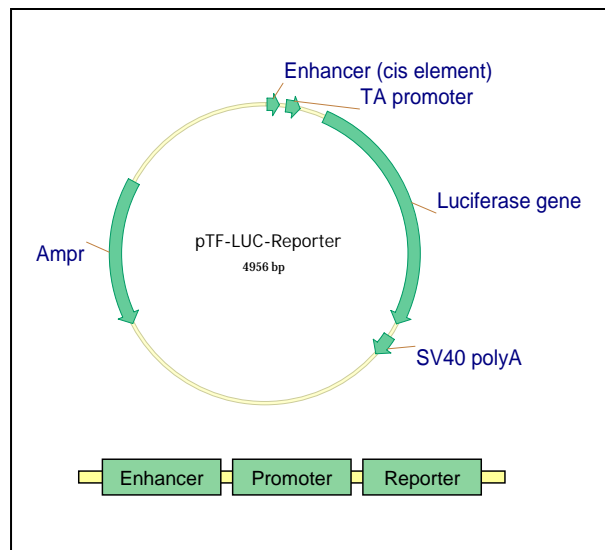 Enhancer (cis element)
TA promoter
Luciferase gene
pTF-LUC-Reporter
4956 bp
Ampr
SV40 polyA
Enhancer
Promoter
Reporter